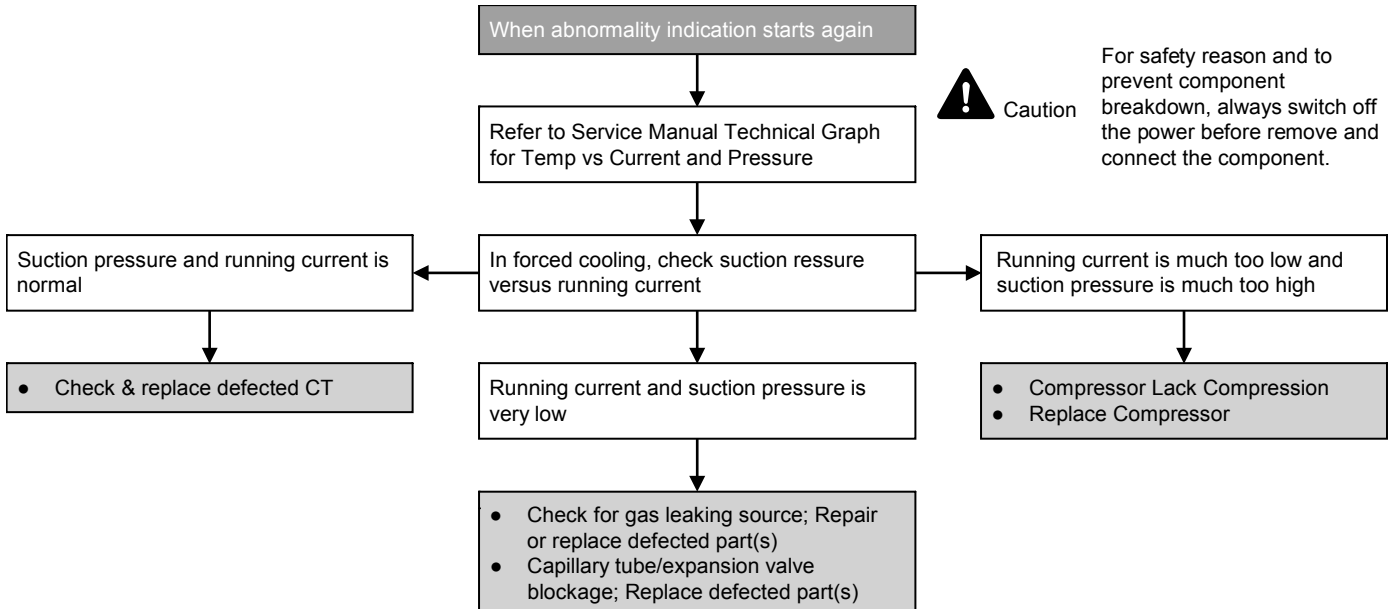 When abnormality indication starts again
Caution
For safety reason and to
prevent component
breakdown, always switch off
the power before remove and
connect the component.
Refer to Service Manual Technical Graph
for Temp vs Current and Pressure
Suction pressure and running current is
normal
In forced cooling, check suction ressure
versus running current
Running current is much too low and
suction pressure is much too high
● Check & replace defected CT
Running current and suction pressure is
very low
● Compressor Lack Compression
● Replace Compressor
● Check for gas leaking source; Repair
or replace defected part(s)
● Capillary tube/expansion valve
blockage; Replace defected part(s)